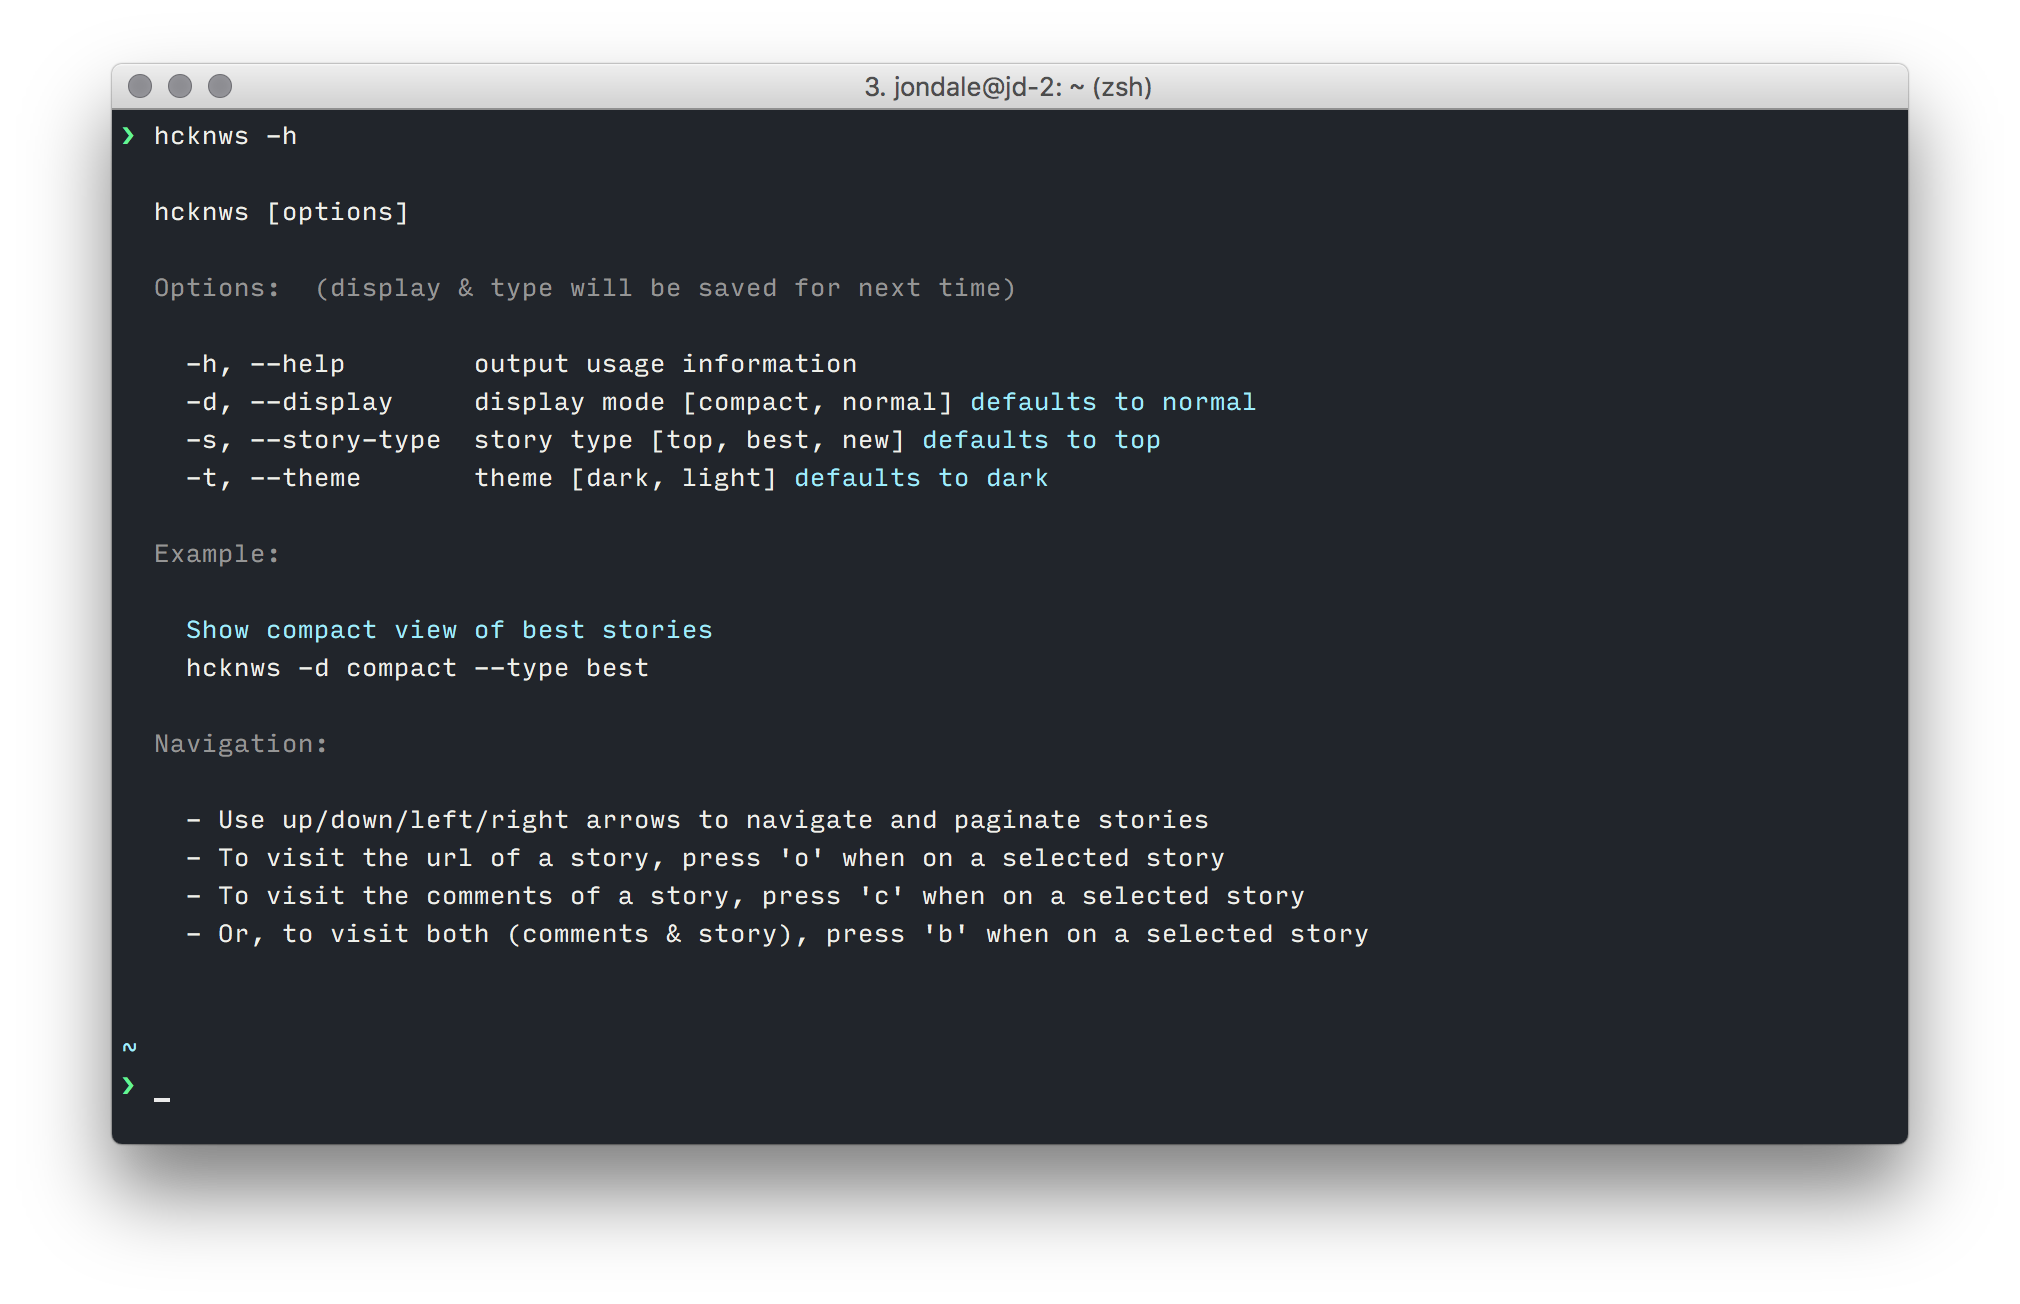 3. jondale@jd-2: ~ (zsh)
❯ hcknws -h
hcknws [options]
Options:  (display & type will be saved for next time)
-h, --help        output usage information
-d, --display     display mode [compact, normal] defaults to normal
-s, --story-type  story type [top, best, new] defaults to top
-t, --theme       theme [dark, light] defaults to dark
Example:
Show compact view of best stories
hcknws -d compact --type best
Navigation:
- Use up/down/left/right arrows to navigate and paginate stories
- To visit the url of a story, press 'o' when on a selected story
- To visit the comments of a story, press 'c' when on a selected story
- Or, to visit both (comments & story), press 'b' when on a selected story
~
❯ _